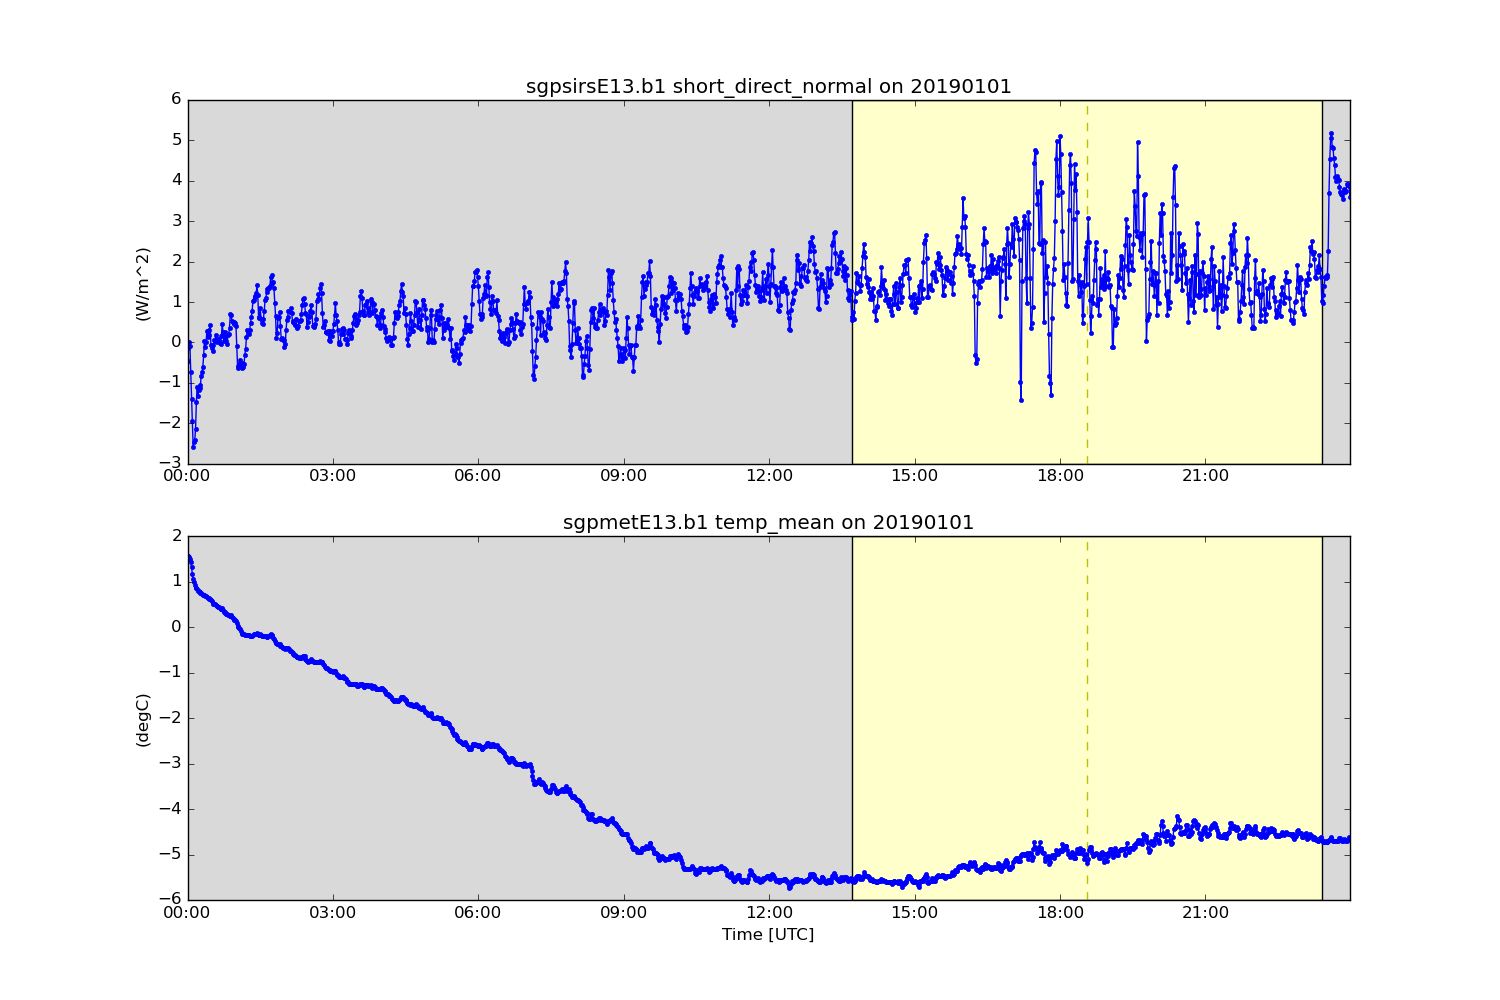 sgpsirsE13.b1 short_direct_normal on 20190101
(W/m^2)
6
5
4
3
2
1
0
−1
−2
−3
00:00 03:00 06:00 09:00 12:00 15:00 18:00 21:00
sgpmetE13.b1 temp_mean on 20190101
(degC)
2
1
0
−1
−2
−3
−4
−5
−6
00:00 03:00 06:00 09:00 12:00 15:00 18:00 21:00
Time [UTC]